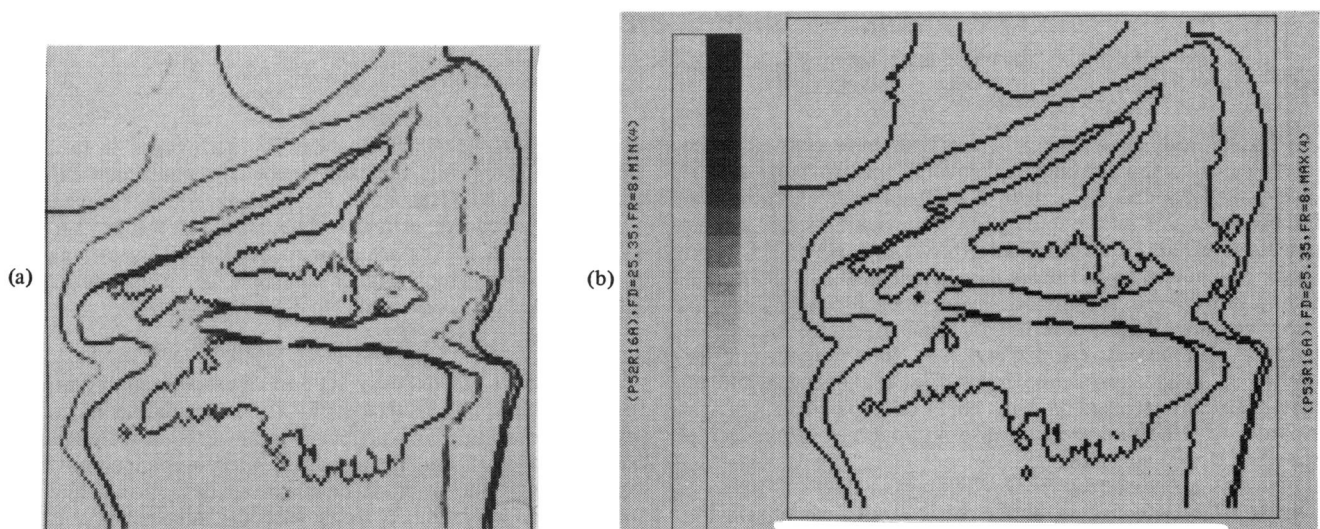 (a)
(b)
(P52R16A),FD=25.35,FR=8,MIN(4)
(P53R16A),FD=25.35,FR=8,MAX(4)